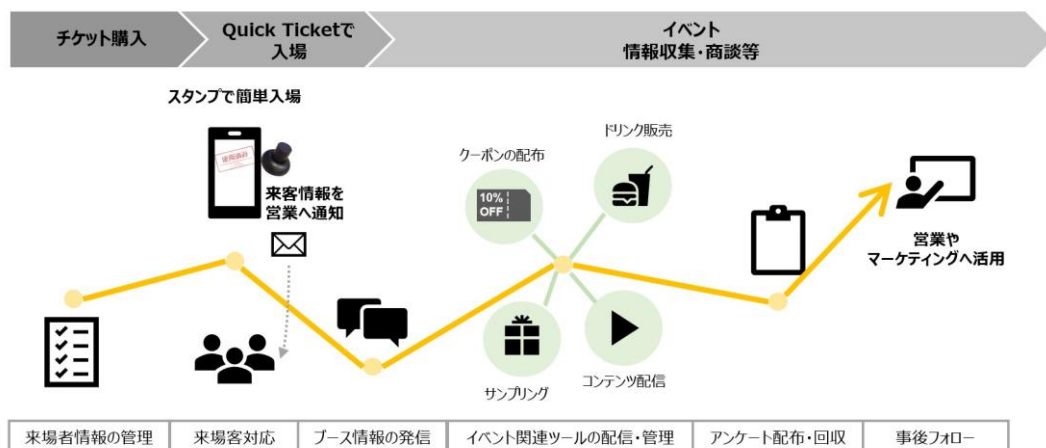 チケット購入
Quick Ticketで
入場
イベント
情報収集・商談等
スタンプで簡単入場
来客情報を
営業へ通知
クーポンの配布
10%
OFF
ドリンク販売
サンプリング
コンテンツ配信
営業や
マーケティングへ活用
来場者情報の管理
来場客対応
ブース情報の発信
イベント関連ツールの配信・管理
アンケート配布・回収
事後フォロー